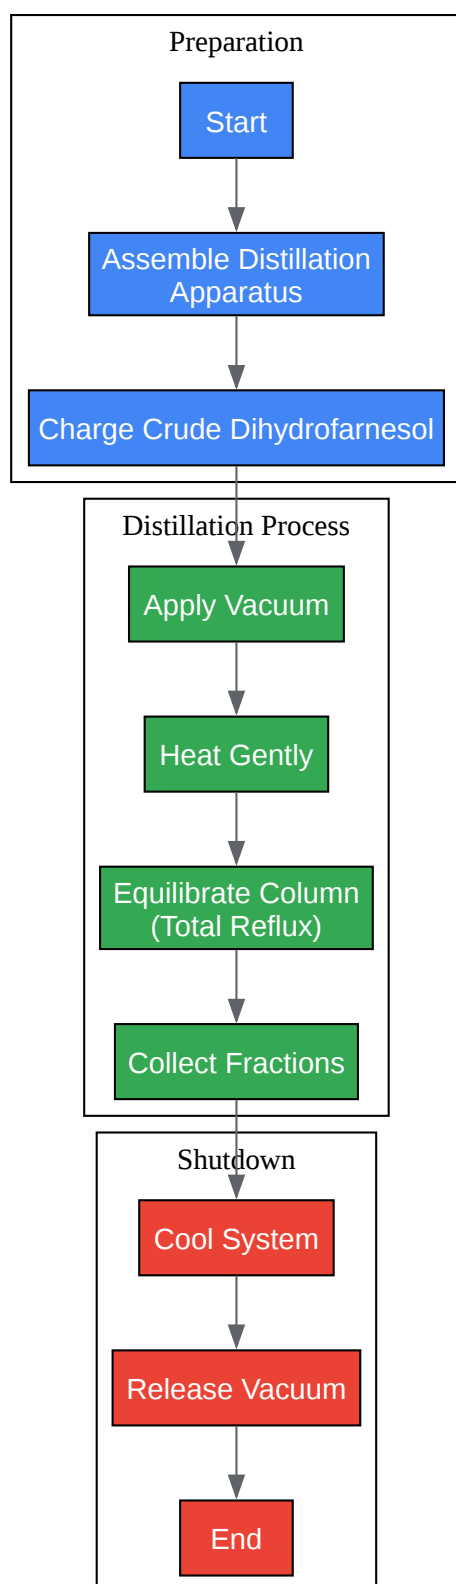 Preparation
Start
Assemble Distillation
Apparatus
Charge Crude Dihydrofarnesol
Distillation Process
Apply Vacuum
Heat Gently
Equilibrate Column
(Total Reflux)
Collect Fractions
Shutdown
Cool System
Release Vacuum
End